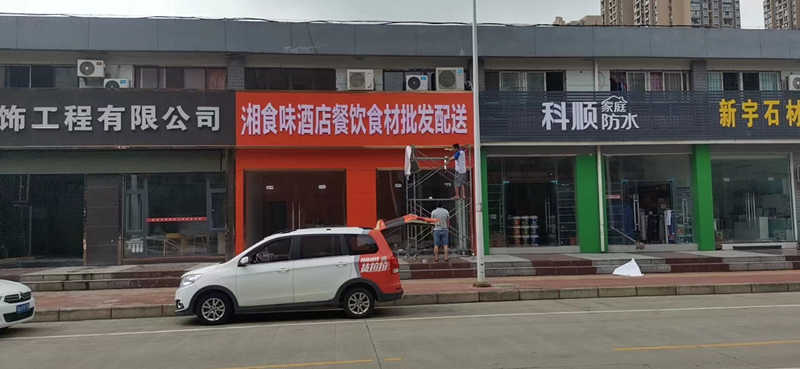 饰工程有限公司
湘食味酒店餐饮食材批发配送
科顺家庭防水
新宇石材